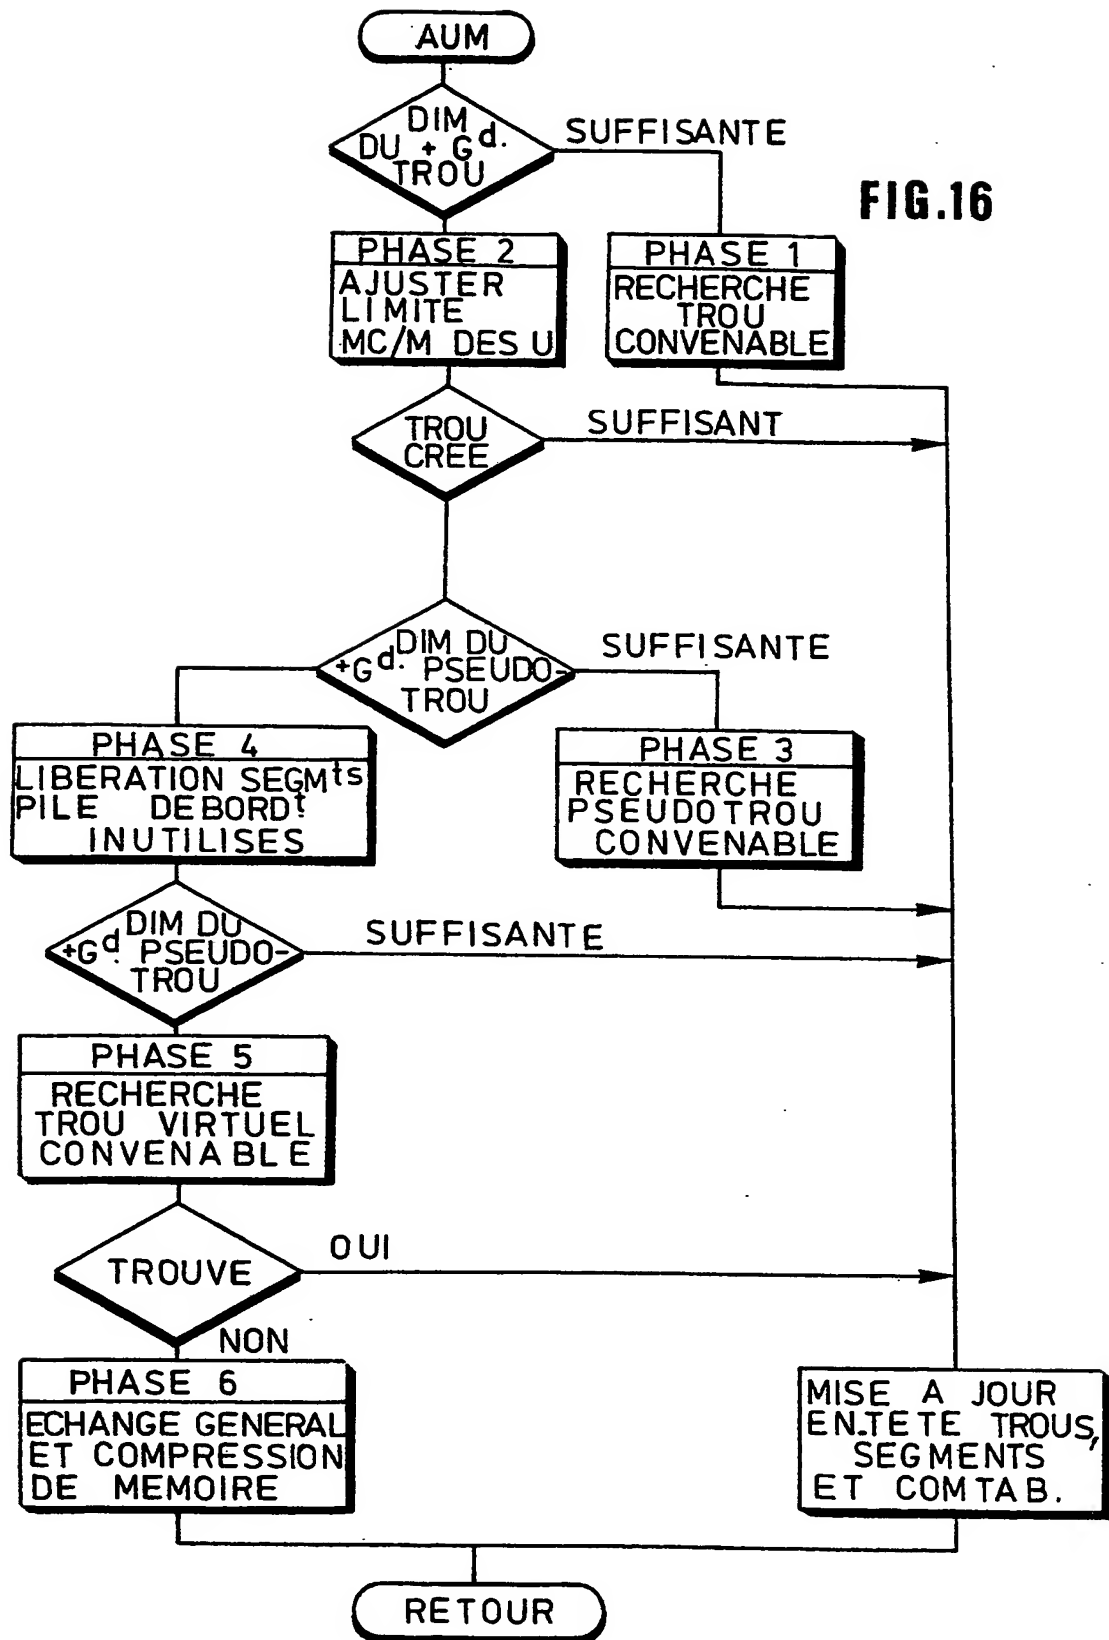 AUM
DIM
DU + Gd.
TROU
SUFFISANTE
FIG.16
PHASE 2
AJUSTER
LIMITE
MC/M DES U
PHASE 1
RECHERCHE
TROU
CONVENABLE
TROU
CREE
SUFFISANT
DIM DU
+Gd. PSEUDO-
TROU
SUFFISANTE
PHASE 4
LIBERATION SEGMts
PILE DEBORDt.
INUTILISES
PHASE 3
RECHERCHE
PSEUDOTROU
CONVENABLE
DIM DU
+Gd. PSEUDO-
TROU
SUFFISANTE
PHASE 5
RECHERCHE
TROU VIRTUEL
CONVENABLE
TROUVE
OUI
NON
PHASE 6
ECHANGE GENERAL
ET COMPRESSION
DE MEMOIRE
MISE A JOUR
EN-TETE TROUS,
SEGMENTS
ET COMTAB.
RETOUR